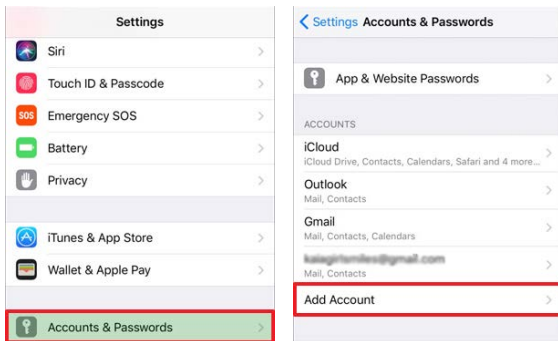 Settings
Siri
Touch ID & Passcode
SOS
Emergency SOS
Battery
Privacy
iTunes & App Store
Wallet & Apple Pay
Accounts & Passwords
Settings Accounts & Passwords
App & Website Passwords
ACCOUNTS
iCloud
iCloud Drive, Contacts, Calendars, Safari and 4 more...
Outlook
Mail, Contacts
Gmail
Mail, Contacts, Calendars
Mail, Contacts
Add Account